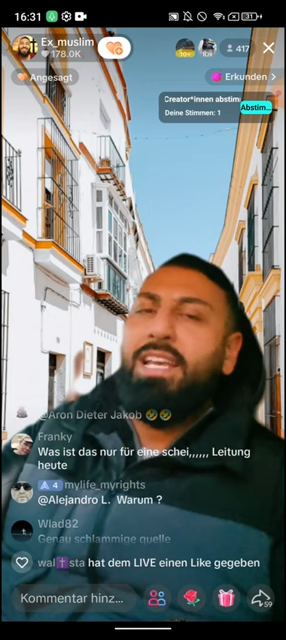 16:31
31
Ex_muslim
178.0K
417
Angesagt
Erkunden
Creator*innen abstim
Deine Stimmen: 1
Abstim...
@Aron Dieter Jakob 🤣🤣
Franky
Was ist das nur für eine schei,,,,,, Leitung
heute
4 mylife_myrights
@Alejandro L. Warum ?
Wlad82
Genau schlammige quelle
wal✝️sta hat dem LIVE einen Like gegeben
Kommentar hinz...
59